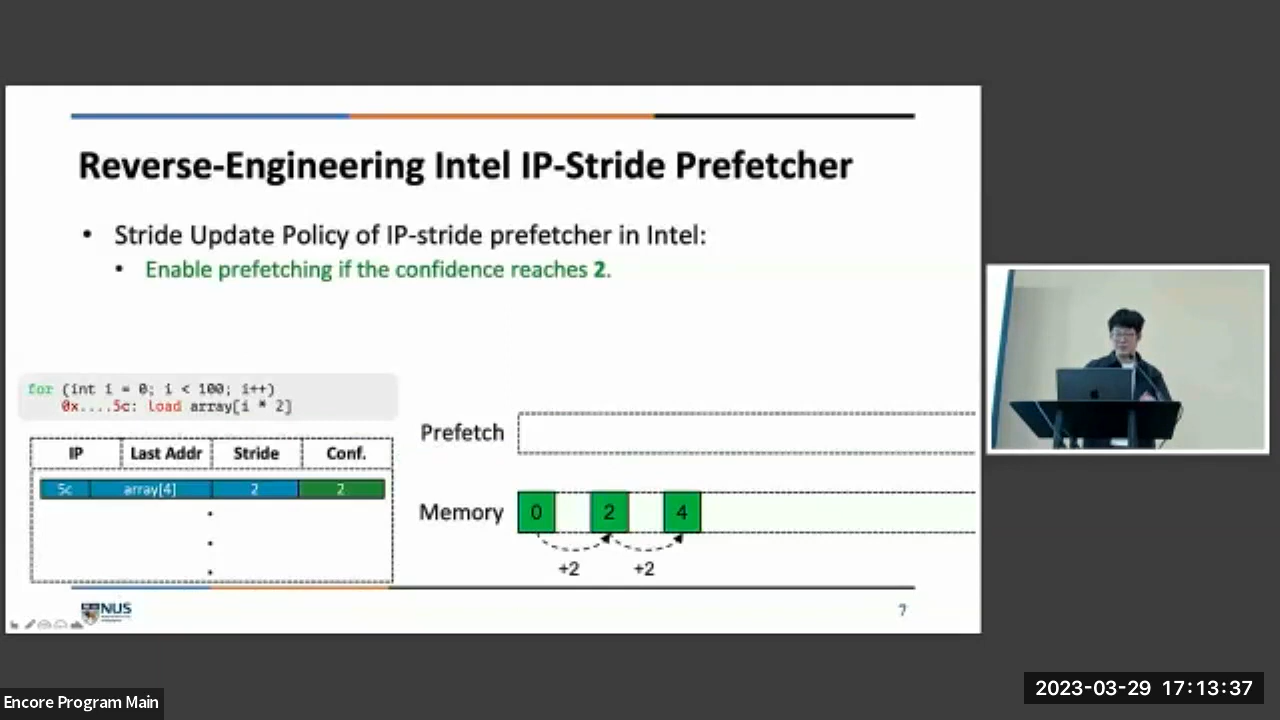 Reverse-Engineering Intel IP-Stride Prefetcher
• Stride Update Policy of IP-stride prefetcher in Intel:
• Enable prefetching if the confidence reaches 2.
for (int i = 0; i < 100; i++)
0x....5c: load array[i * 2]
IP Last Addr Stride Conf.
5c array[4] 2 2
Prefetch
Memory 0 2 4
+2 +2
NUS
7
Encore Program Main
2023-03-29 17:13:37